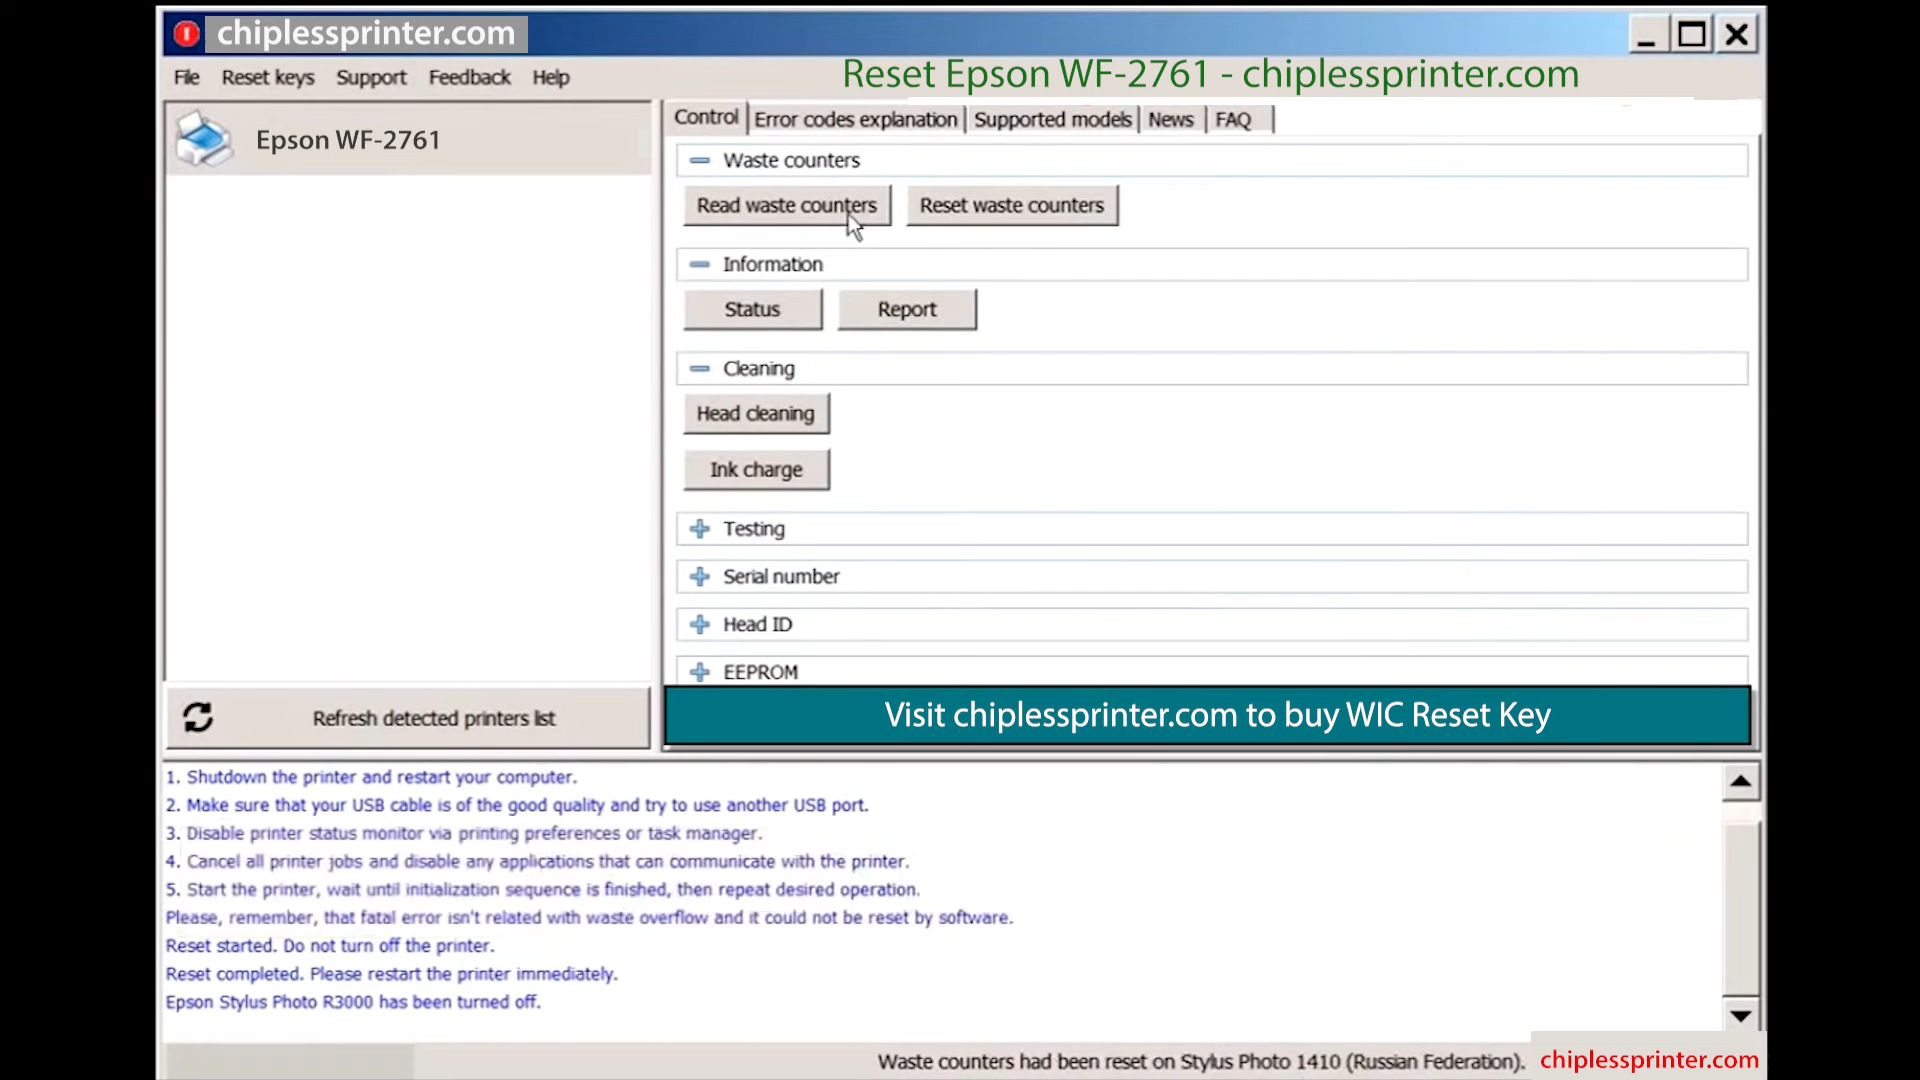 chiplessprinter.com
File Reset keys Support Feedback Help
Reset Epson WF-2761 - chiplessprinter.com
Epson WF-2761
Control Error codes explanation Supported models News FAQ
Waste counters
Read waste counters Reset waste counters
Information
Status Report
Cleaning
Head cleaning
Ink charge
Testing
Serial number
Head ID
EEPROM
Refresh detected printers list
Visit chiplessprinter.com to buy WIC Reset Key
1. Shutdown the printer and restart your computer.
2. Make sure that your USB cable is of the good quality and try to use another USB port.
3. Disable printer status monitor via printing preferences or task manager.
4. Cancel all printer jobs and disable any applications that can communicate with the printer.
5. Start the printer, wait until initialization sequence is finished, then repeat desired operation.
Please, remember, that fatal error isn't related with waste overflow and it could not be reset by software.
Reset started. Do not turn off the printer.
Reset completed. Please restart the printer immediately.
Epson Stylus Photo R3000 has been turned off.
Waste counters had been reset on Stylus Photo 1410 (Russian Federation).
chiplessprinter.com